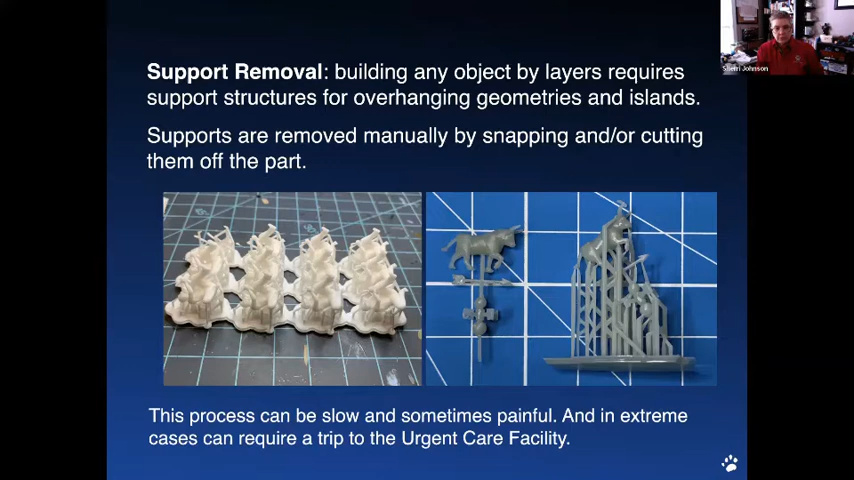 Support Removal: building any object by layers requires
support structures for overhanging geometries and islands.
Supports are removed manually by snapping and/or cutting
them off the part.
This process can be slow and sometimes painful. And in extreme
cases can require a trip to the Urgent Care Facility.
Sherri Johnson